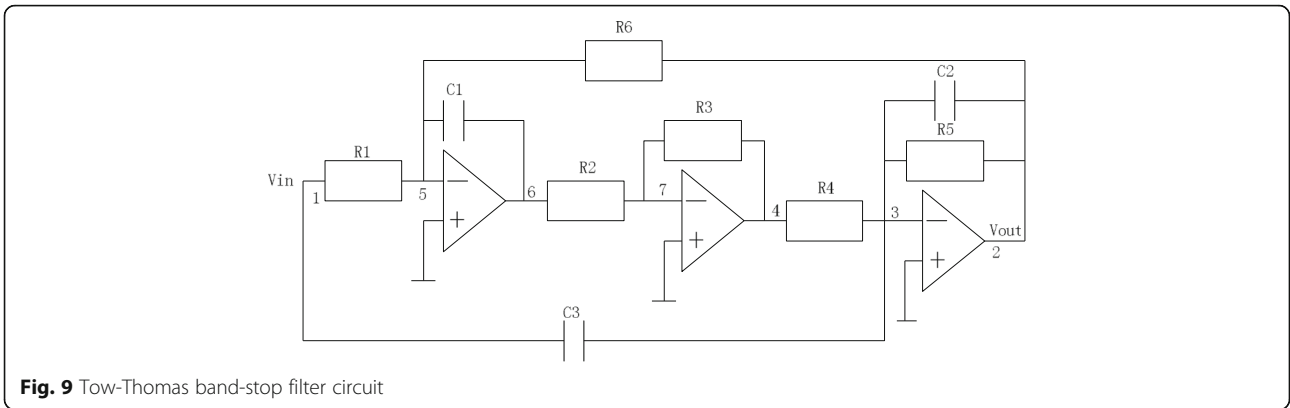 R6
C2
C1
R3
R5
R1
R2
Vin
R4
1
5
6
7
4
3
Vout
2
C3
Fig. 9 Tow-Thomas band-stop filter circuit